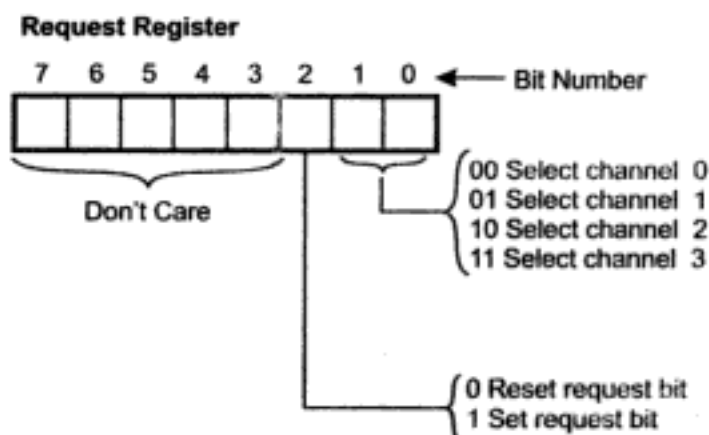 Request Register
7 6 5 4 3 2 1 0 Bit Number
Don't Care
00 Select channel 0
01 Select channel 1
10 Select channel 2
11 Select channel 3
0 Reset request bit
1 Set request bit